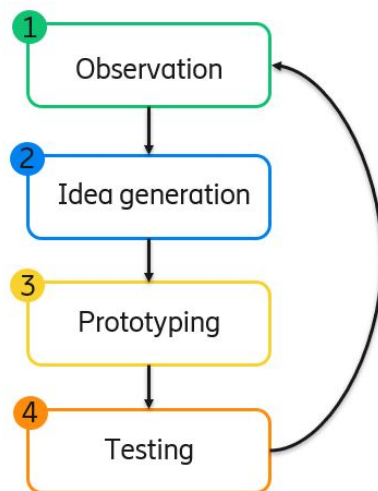 1
Observation
2
Idea generation
3
Prototyping
4
Testing